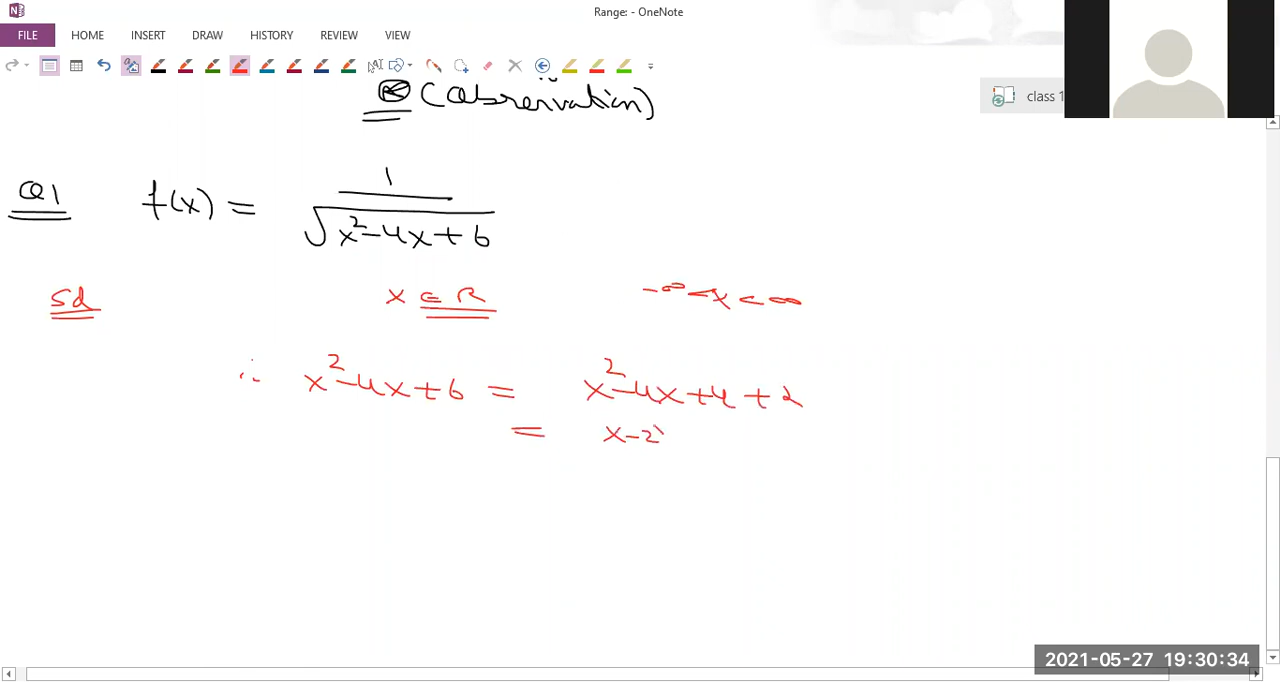 Range: - OneNote
FILE HOME INSERT DRAW HISTORY REVIEW VIEW
class 1
(Observation)
Q1 f(x) = 1/√(x²-4x+6)
Sol x ∈ R -∞<x<∞
∴ x²-4x+6 = x²-4x+4+2
= x-2
2021-05-27 19:30:34